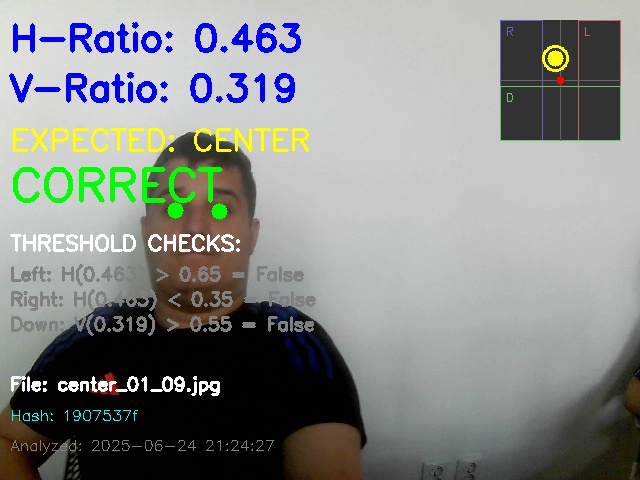 H-Ratio: 0.463
V-Ratio: 0.319
EXPECTED: CENTER
CORRECT
THRESHOLD CHECKS:
Left: H(0.463) > 0.65 = False
Right: H(0.463) < 0.35 = False
Down: V(0.319) > 0.55 = False
File: center_01_09.jpg
Hash: 1907537f
Analyzed: 2025-06-24 21:24:27
R
L
D